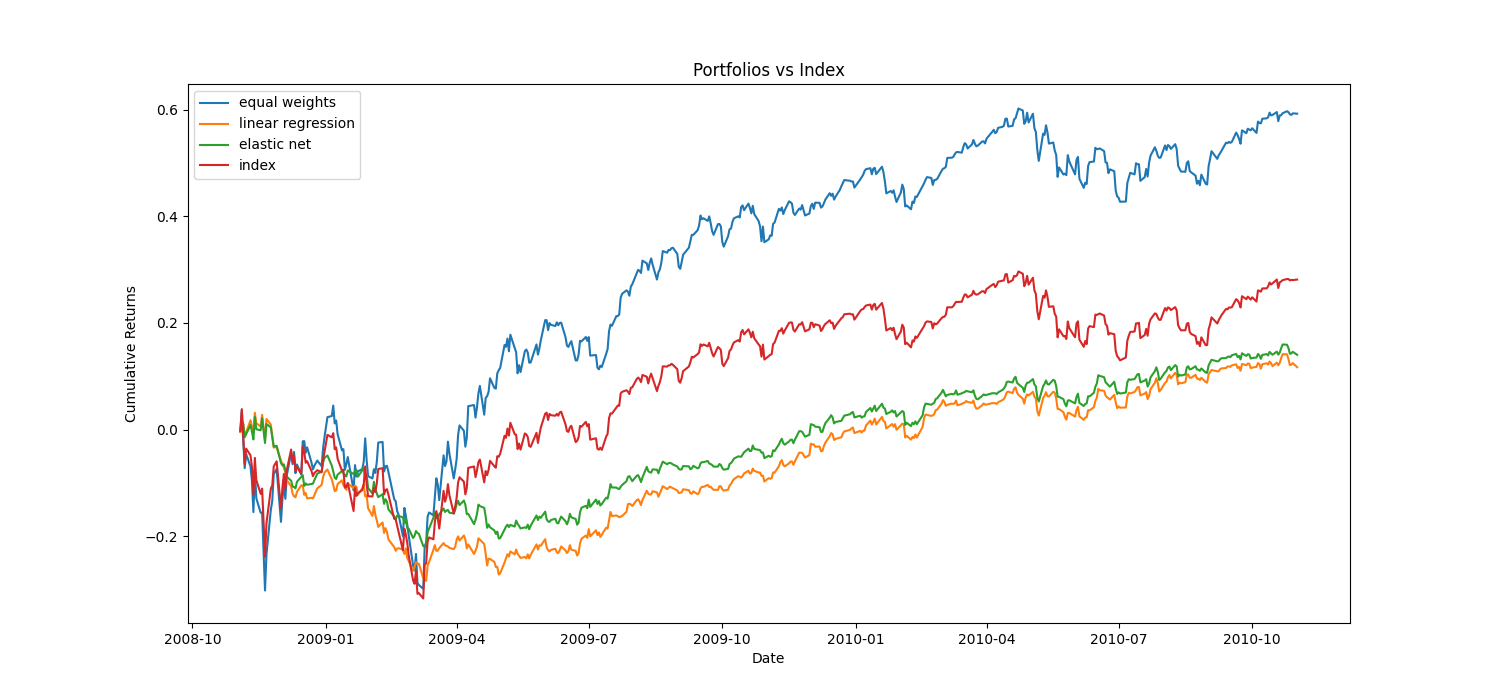 Portfolios vs Index
equal weights
linear regression
elastic net
index
Cumulative Returns
0.6
0.4
0.2
0.0
−0.2
2008-10
2009-01
2009-04
2009-07
2009-10
2010-01
2010-04
2010-07
2010-10
Date